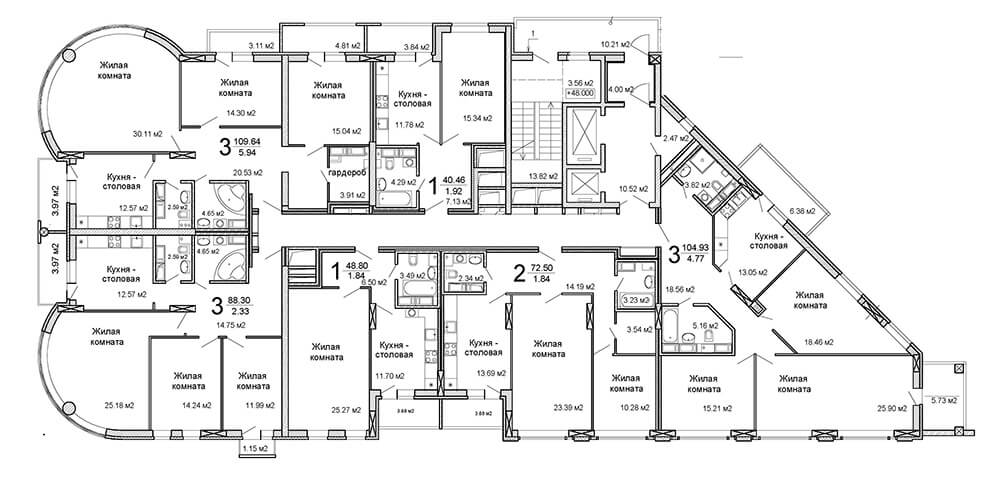 3.11 м2
4.81 м2
3.84 м2
1
10.21 м2
Жилая
комната
30.11 м2
Жилая
комната
14.30 м2
Жилая
комната
15.04 м2
Кухня -
столовая
11.78 м2
Жилая
комната
15.34 м2
3.56 м2
+48.000
4.00 м2
2.47 м2
3 109.64
5.94
20.53 м2
гардероб
3.91 м2
4.29 м2
1 40.46
1.92
7.13 м2
13.82 м2
10.52 м2
3.82 м2
6.38 м2
3.97 м2
Кухня -
столовая
12.57 м2
2.59 м2
4.65 м2
3.97 м2
Кухня -
столовая
12.57 м2
2.59 м2
4.65 м2
3 88.30
2.33
14.75 м2
1 48.80
1.84
6.50 м2
3.49 м2
2.34 м2
2 72.50
1.84
14.19 м2
3.23 м2
3.54 м2
3 104.93
4.77
18.56 м2
Кухня -
столовая
13.05 м2
5.16 м2
Жилая
комната
18.46 м2
Жилая
комната
25.18 м2
Жилая
комната
14.24 м2
Жилая
комната
11.99 м2
1.15 м2
Жилая
комната
25.27 м2
Кухня -
столовая
11.70 м2
3.68 м2
Кухня -
столовая
13.69 м2
3.68 м2
Жилая
комната
23.39 м2
Жилая
комната
10.28 м2
Жилая
комната
15.21 м2
Жилая
комната
25.90 м2
5.73 м2